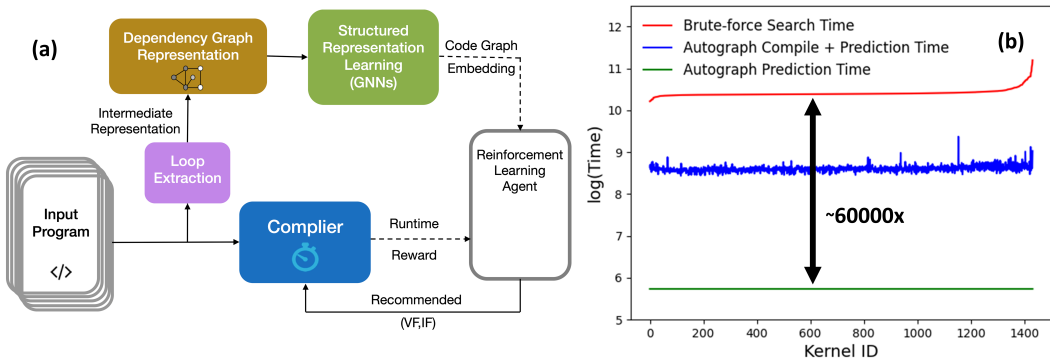 (a)
Dependency Graph
Representation
Structured
Representation
Learning
(GNNs)
Code Graph
Embedding
Intermediate
Representation
Loop
Extraction
Reinforcement
Learning
Agent
Input
Program
</>
Complier
Runtime
Reward
Recommended
(VF,IF)
(b)
Brute-force Search Time
Autograph Compile + Prediction Time
Autograph Prediction Time
~60000x
log(Time)
12
11
10
9
8
7
6
5
0 200 400 600 800 1000 1200 1400
Kernel ID